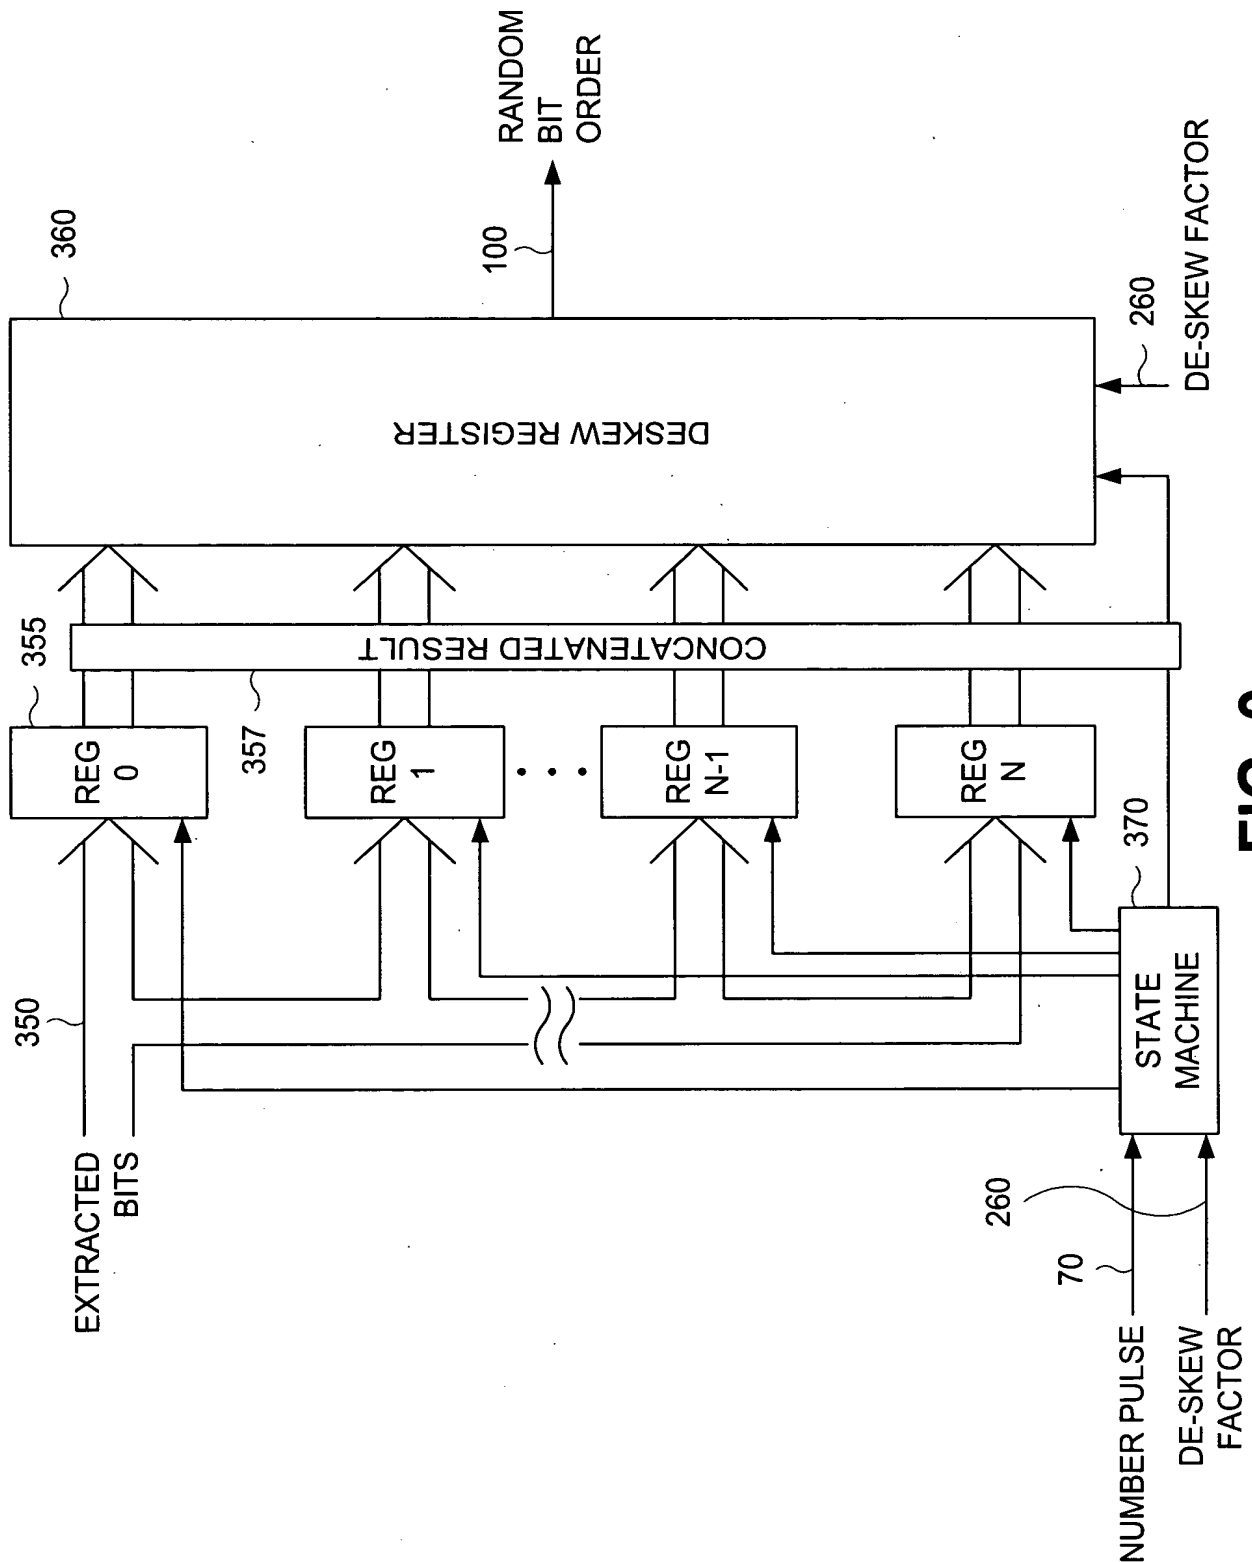 EXTRACTED
BITS
350
REG
0
355
REG
1
. . .
REG
N-1
REG
N
357
CONCATENATED RESULT
360
DESKEW REGISTER
100
RANDOM
BIT
ORDER
260
DE-SKEW FACTOR
370
STATE
MACHINE
NUMBER PULSE
70
260
DE-SKEW
FACTOR
FIG.